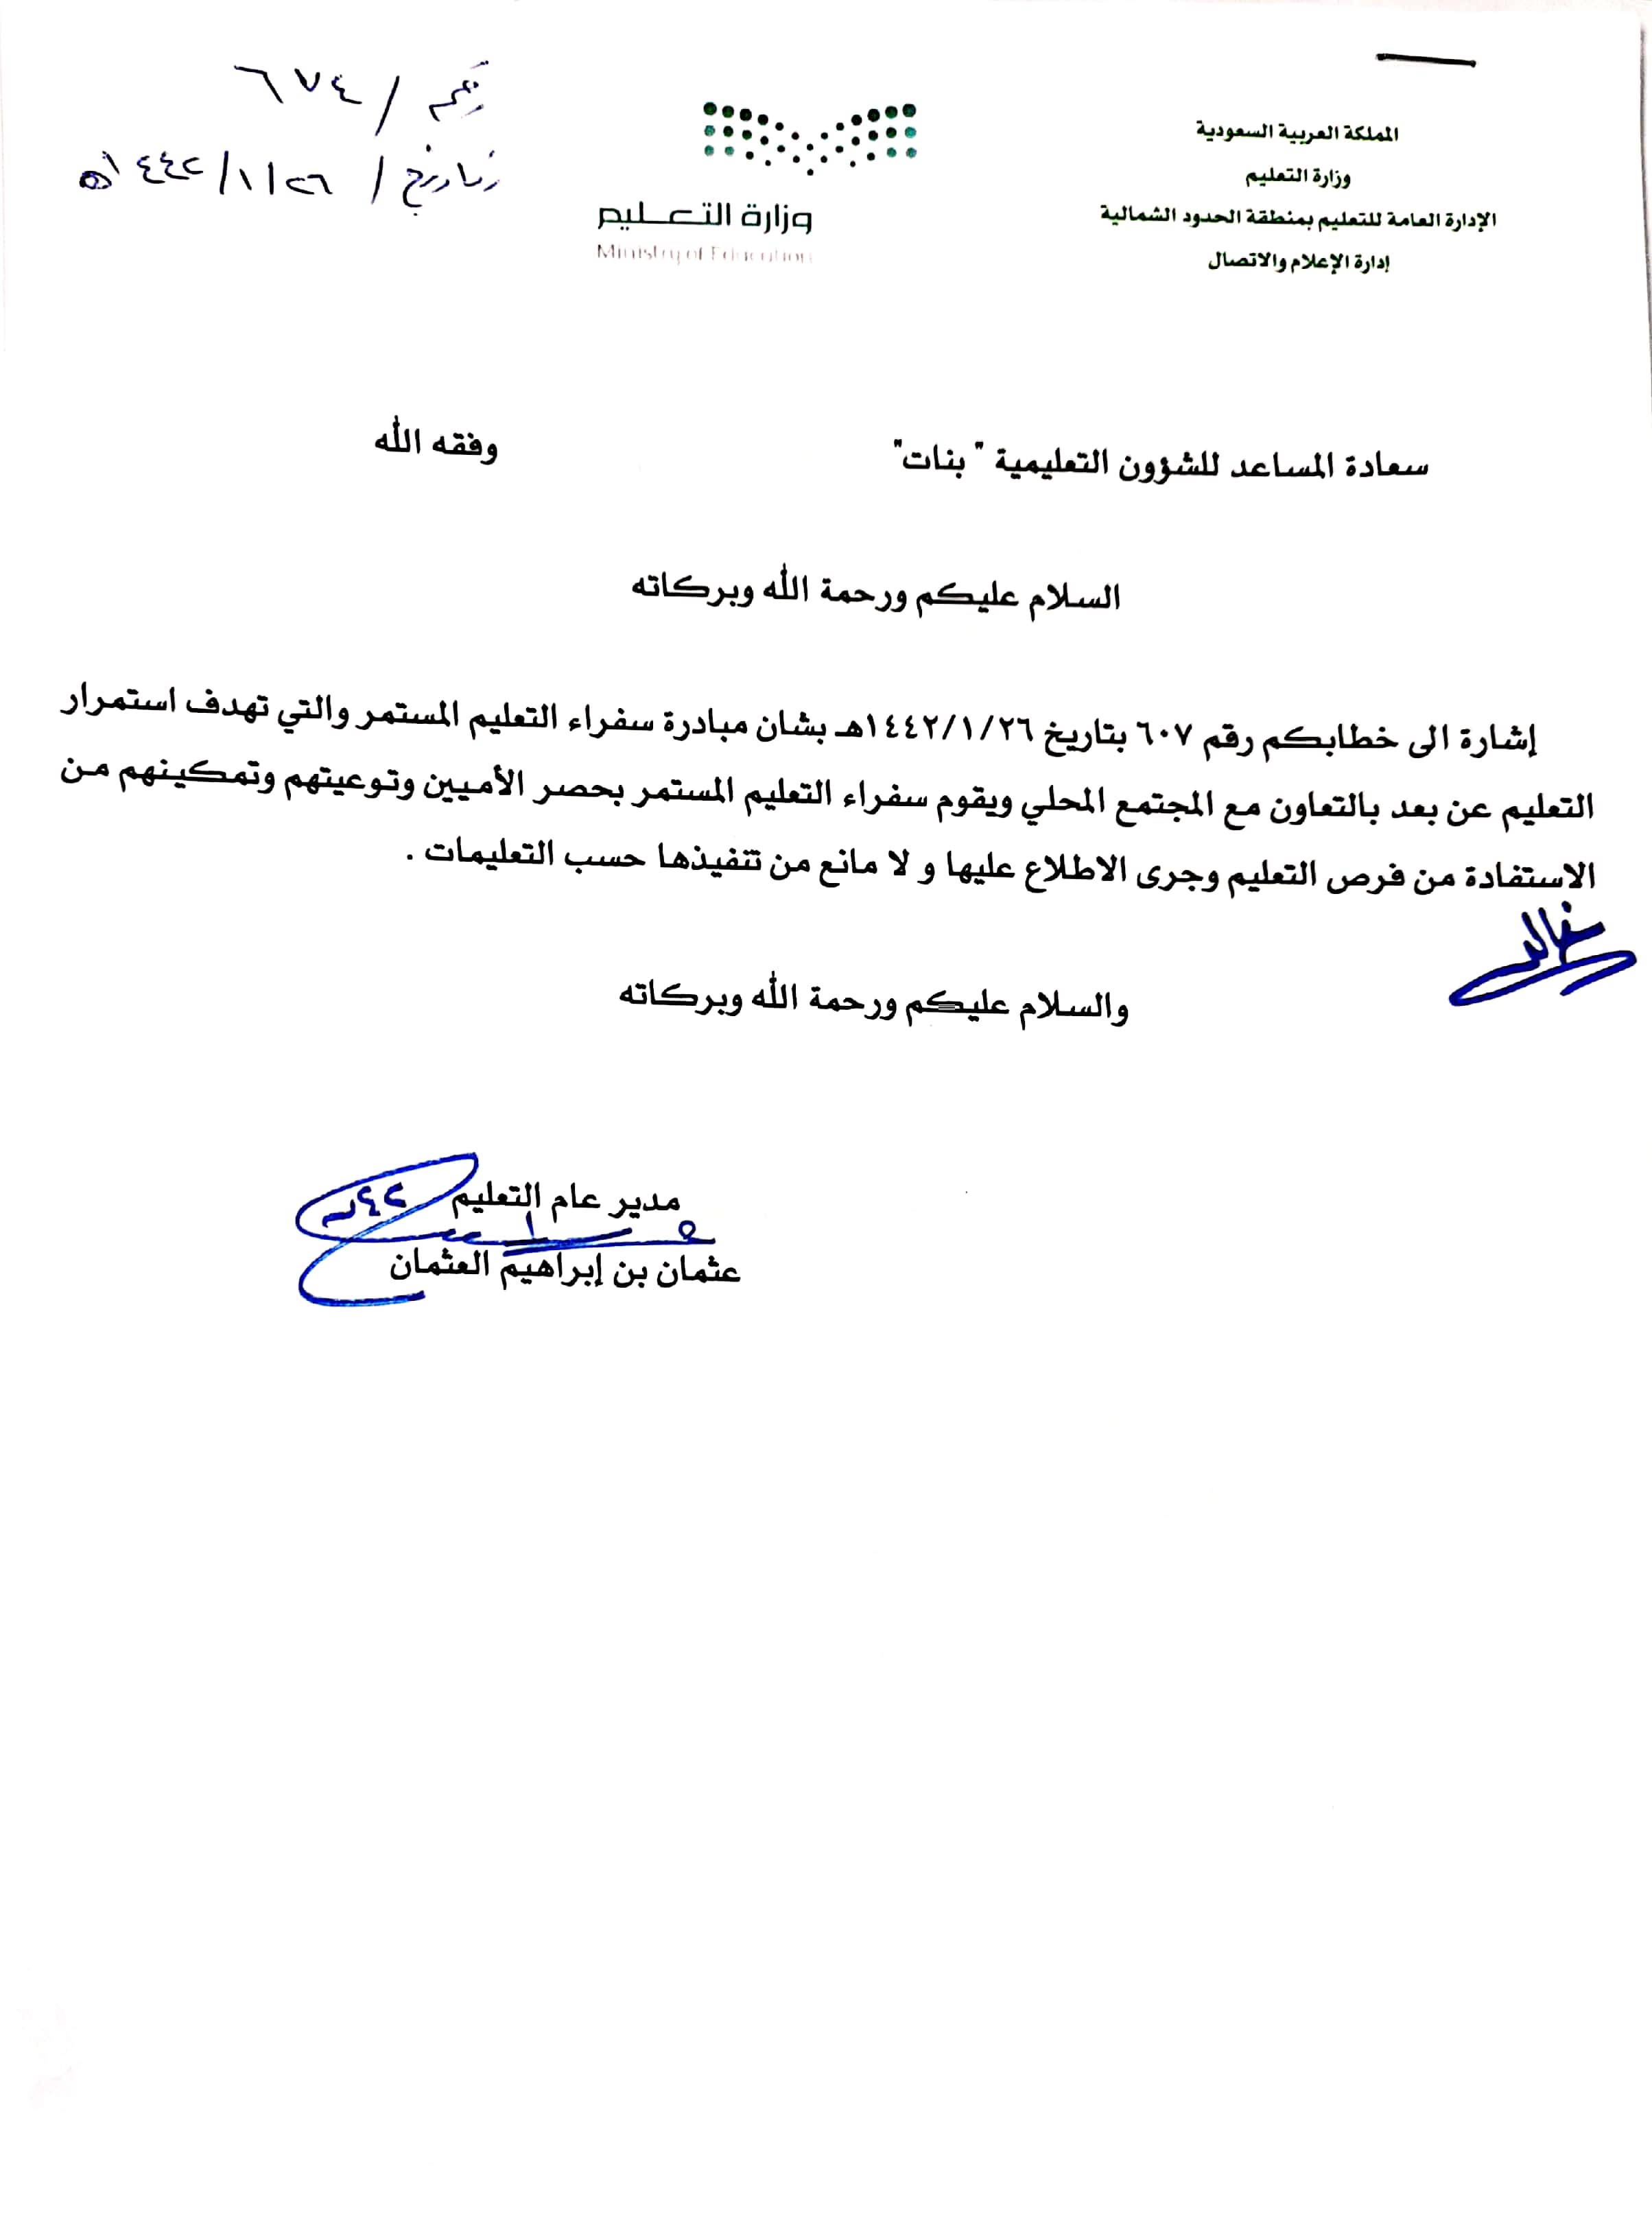 المملكة العربية السعودية
وزارة التعليم
الإدارة العامة للتعليم بمنطقة الحدود الشمالية
إدارة الإعلام والاتصال
وزارة التعليم
Ministry of Education
رقم / ٦٧٤
تاريخ / ٢٦/١/١٤٤٢ه
سعادة المساعد للشؤون التعليمية " بنات" وفقه الله
السلام عليكم ورحمة الله وبركاته
إشارة الى خطابكم رقم ٦٠٧ بتاريخ ١٤٤٢/١/٢٦هـ بشان مبادرة سفراء التعليم المستمر والتي تهدف استمرار
التعليم عن بعد بالتعاون مع المجتمع المحلي ويقوم سفراء التعليم المستمر بحصر الأميين وتوعيتهم وتمكينهم من
الاستفادة من فرص التعليم وجرى الاطلاع عليها و لا مانع من تنفيذها حسب التعليمات .
والسلام عليكم ورحمة الله وبركاته
مدير عام التعليم
عثمان بن إبراهيم العثمان